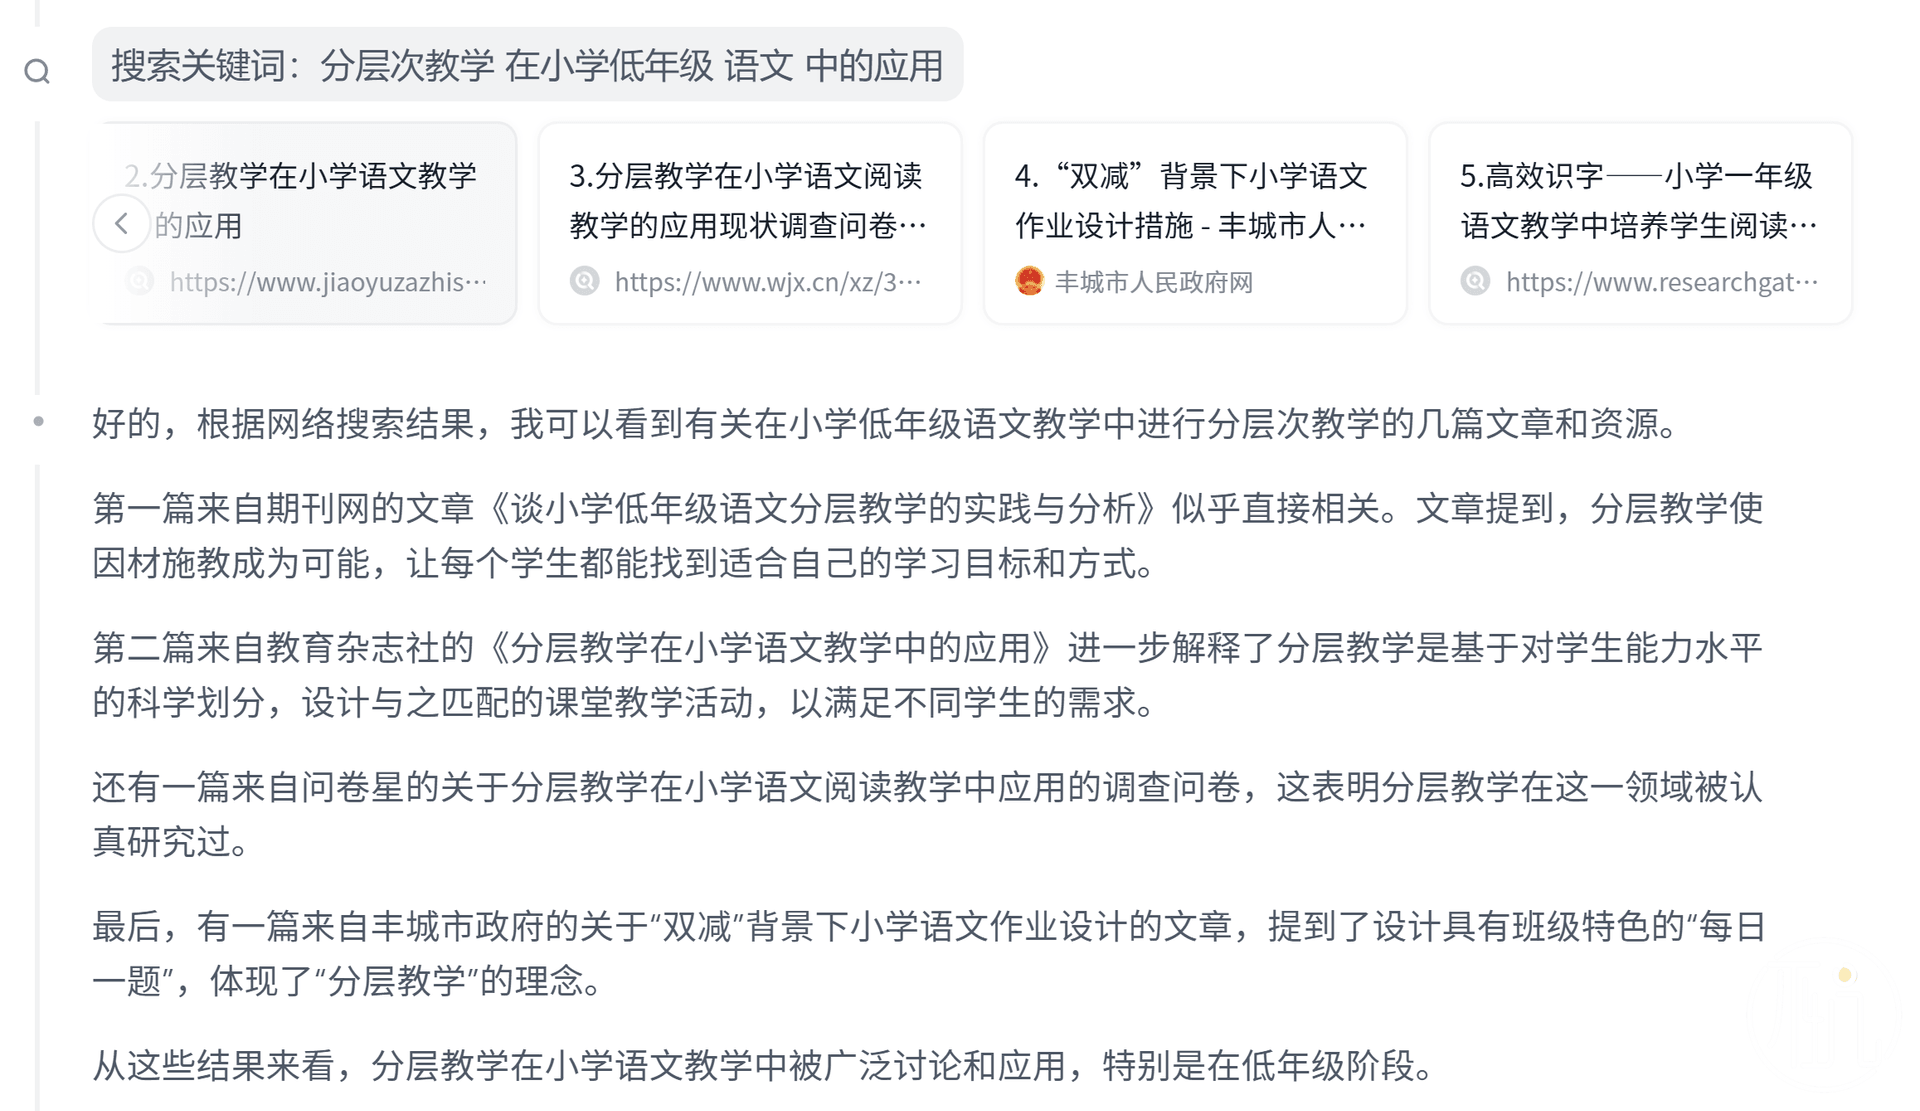 搜索关键词：分层次教学 在小学低年级 语文 中的应用
2.分层教学在小学语文教学
的应用
https://www.jiaoyuzazhis···
3.分层教学在小学语文阅读
教学的应用现状调查问卷···
https://www.wjx.cn/xz/3···
4.“双减”背景下小学语文
作业设计措施 - 丰城市人···
丰城市人民政府网
5.高效识字——小学一年级
语文教学中培养学生阅读···
https://www.researchgat···
好的，根据网络搜索结果，我可以看到有关在小学低年级语文教学中进行分层次教学的几篇文章和资源。
第一篇来自期刊网的文章《谈小学低年级语文分层教学的实践与分析》似乎直接相关。文章提到，分层教学使
因材施教成为可能，让每个学生都能找到适合自己的学习目标和方式。
第二篇来自教育杂志社的《分层教学在小学语文教学中的应用》进一步解释了分层教学是基于对学生能力水平
的科学划分，设计与之匹配的课堂教学活动，以满足不同学生的需求。
还有一篇来自问卷星的关于分层教学在小学语文阅读教学中应用的调查问卷，这表明分层教学在这一领域被认
真研究过。
最后，有一篇来自丰城市政府的关于“双减”背景下小学语文作业设计的文章，提到了设计具有班级特色的“每日
一题”，体现了“分层教学”的理念。
从这些结果来看，分层教学在小学语文教学中被广泛讨论和应用，特别是在低年级阶段。